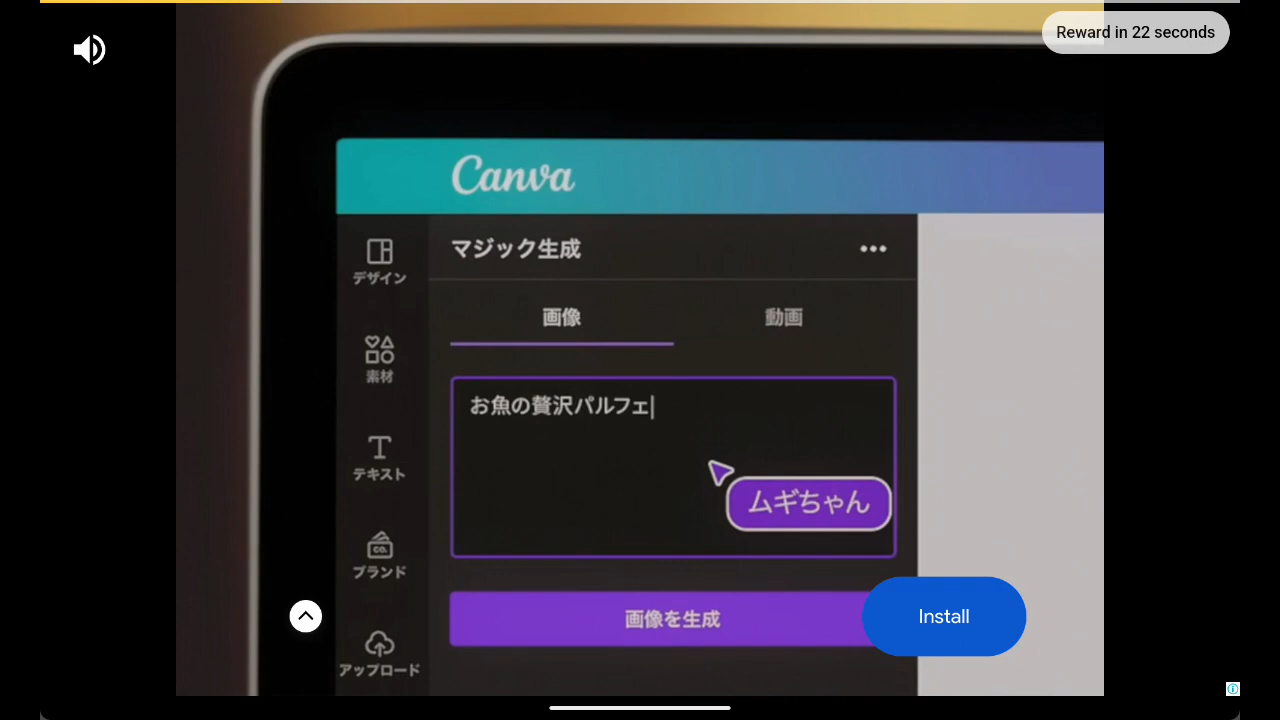 Reward in 22 seconds
Canva
マジック生成
デザイン
画像
動画
素材
お魚の贅沢パルフェ
テキスト
ムギちゃん
CO.
ブランド
画像を生成
Install
アップロード